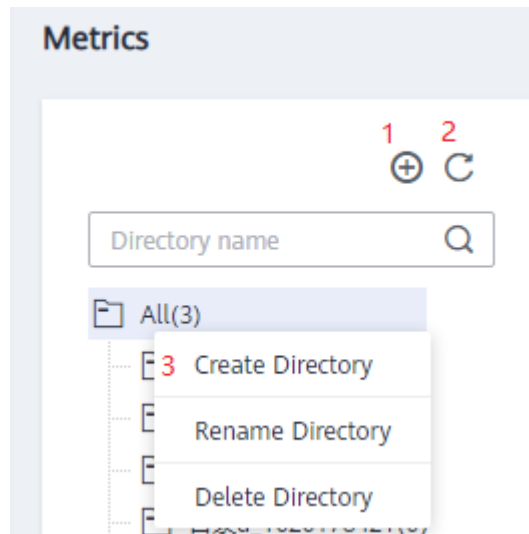 Metrics
1 2
Directory name
All(3)
3 Create Directory
Rename Directory
Delete Directory